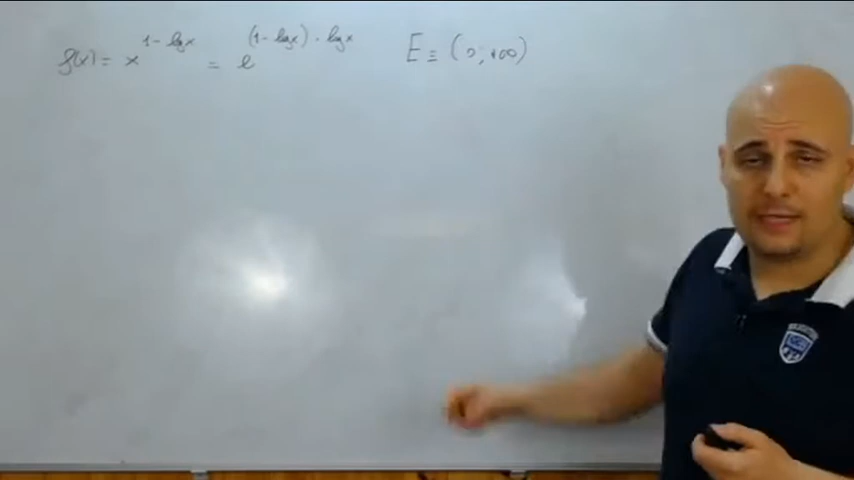 f(x) = x^{1 - lg x} = e^{(1 - lg x) · lg x}   E ≡ (0, +∞)